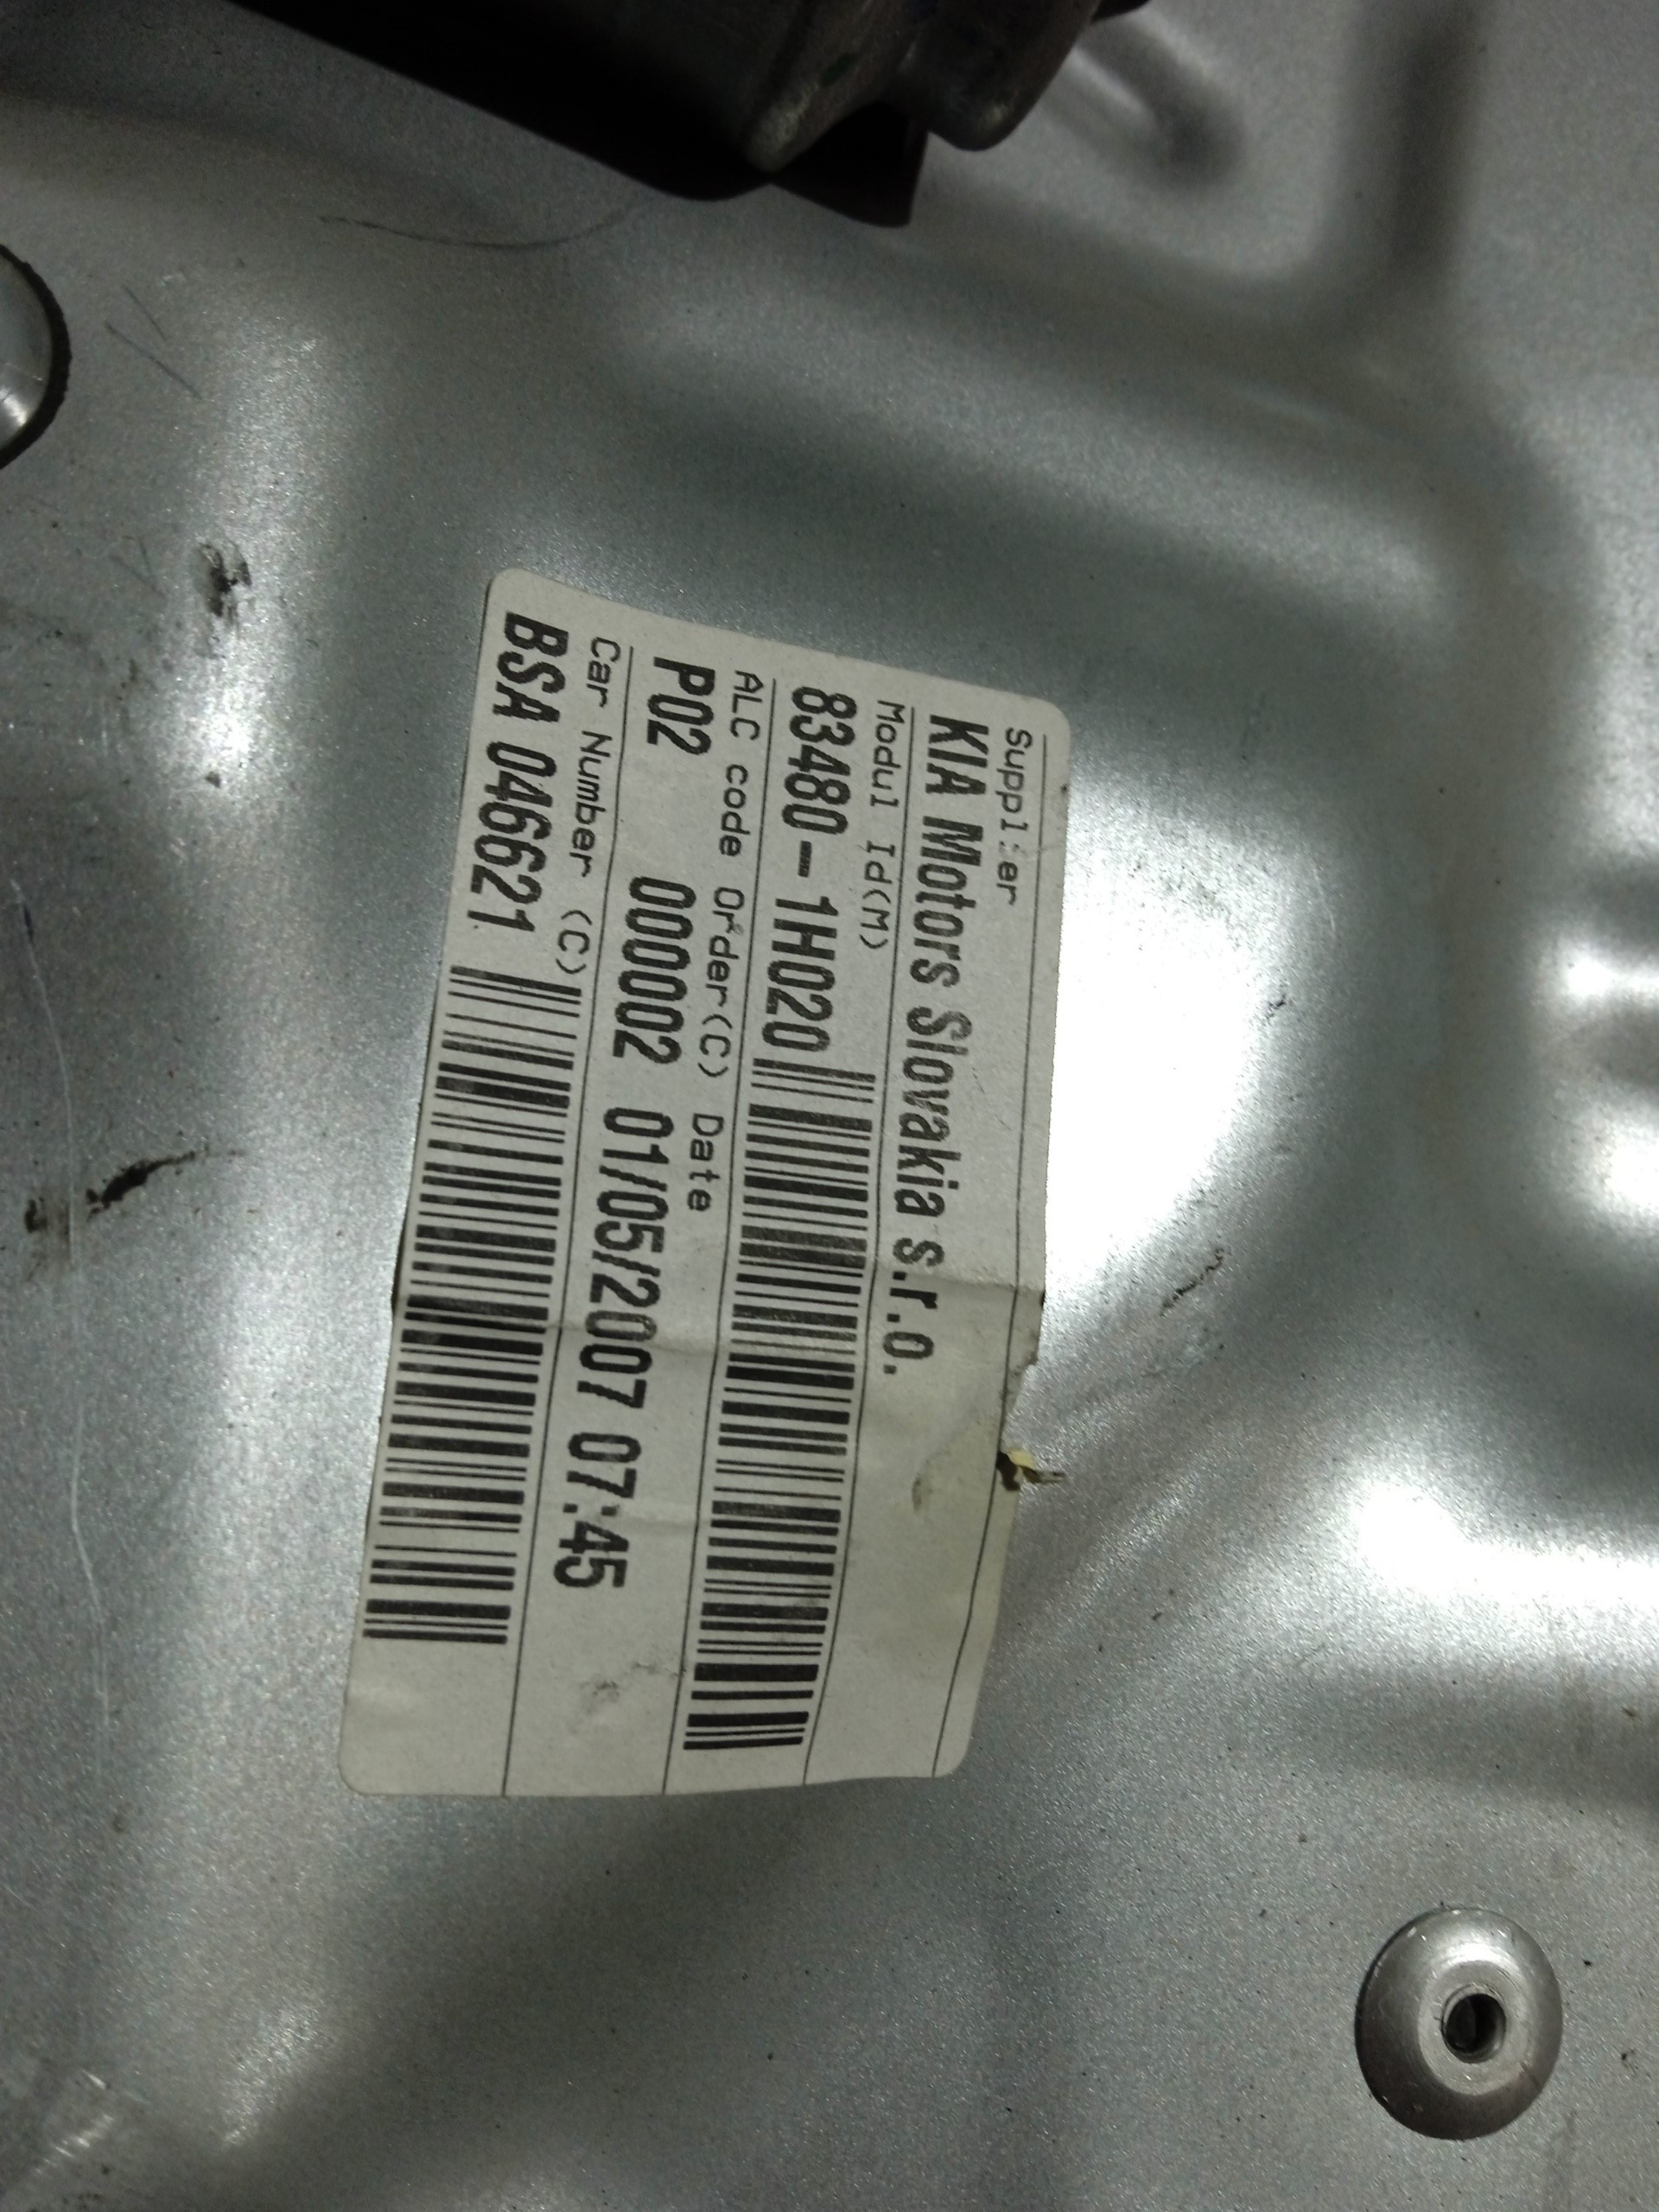 Supplier
KIA Motors Slovakia s.r.o.
Modul Id(M)
83480-1H020
ALC code Order(C) Date
P02 000002 01/05/2007 07:45
Car Number (C)
BSA 046621